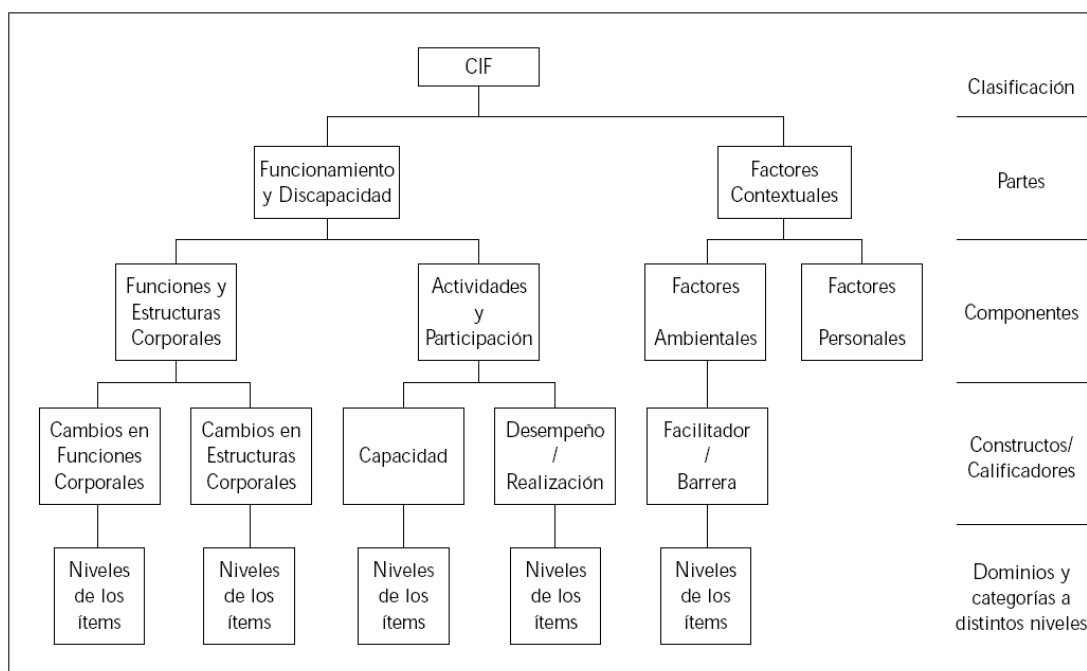 CIF
Clasificación
Funcionamiento
y Discapacidad
Factores
Contextuales
Partes
Funciones y
Estructuras
Corporales
Actividades
y
Participación
Factores
Ambientales
Factores
Personales
Componentes
Cambios en
Funciones
Corporales
Cambios en
Estructuras
Corporales
Capacidad
Desempeño
/
Realización
Facilitador
/
Barrera
Constructos/
Calificadores
Niveles
de los
ítems
Niveles
de los
ítems
Niveles
de los
ítems
Niveles
de los
ítems
Niveles
de los
ítems
Dominios y
categorías a
distintos niveles